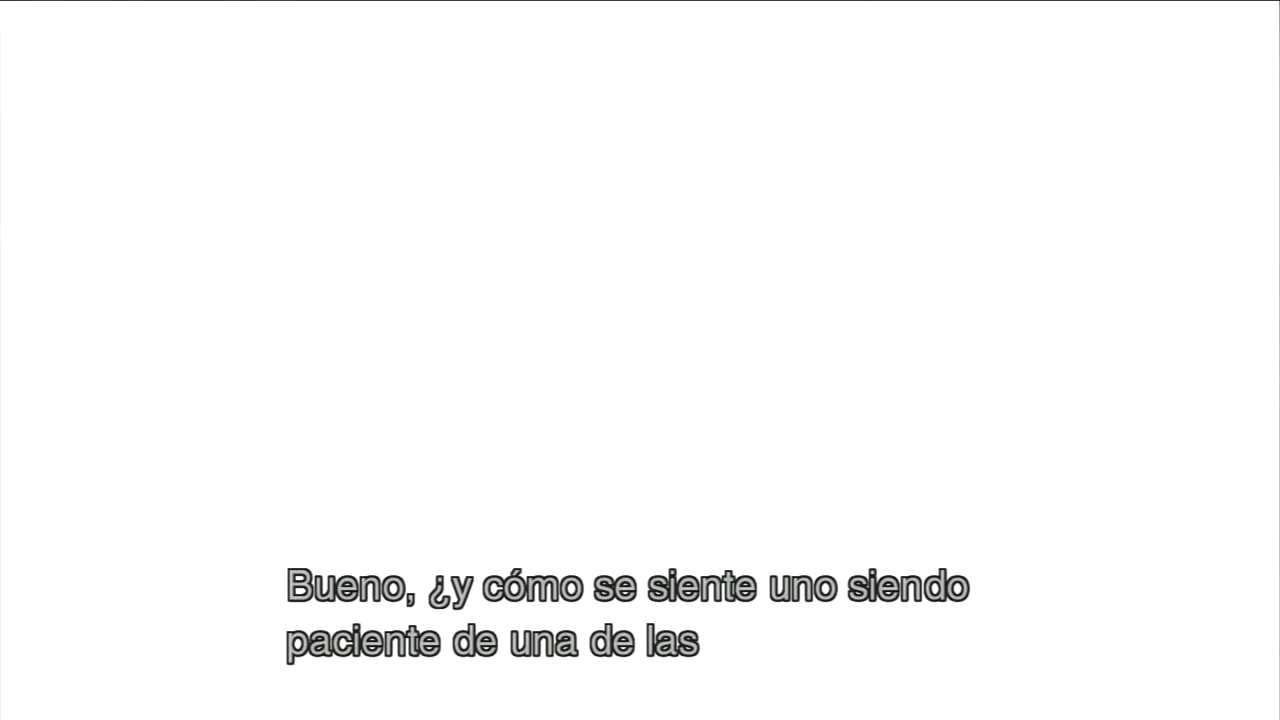 Bueno, ¿y cómo se siente uno siendo
paciente de una de las